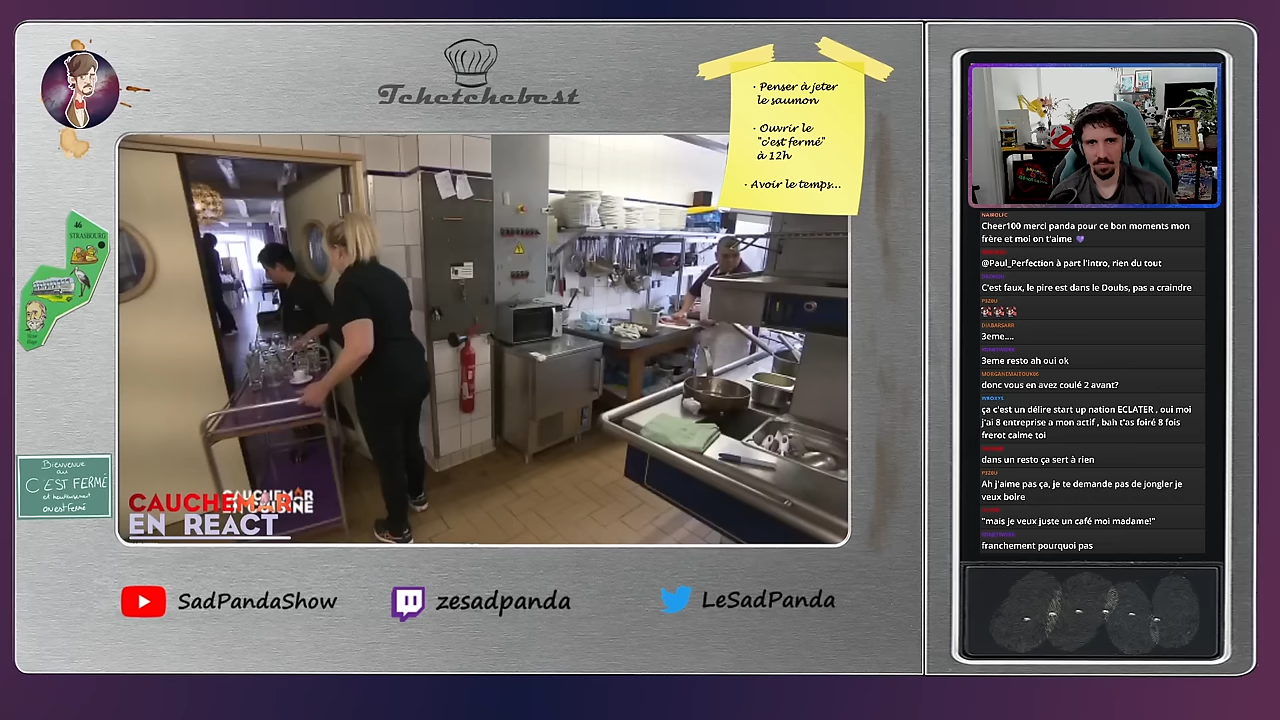 Tchetchebest
· Penser à jeter
le saumon
· Ouvrir le
"c'est fermé"
à 12h
· Avoir le temps...
46
STRASBOURG
Bienvenue
au
C'EST FERMÉ
et heureusement
on est fermé
CAUCHEMAR
EN REACT
CAUCHEMAR
EN CUISINE
SadPandaShow
zesadpanda
LeSadPanda
Cheer100 merci panda pour ce bon moments mon
frère et moi on t'aime 💜
@Paul_Perfection à part l'intro, rien du tout
C'est faux, le pire est dans le Doubs, pas a craindre
PIZEU
DIABARSARR
3eme....
3eme resto ah oui ok
donc vous en avez coulé 2 avant?
ça c'est un délire start up nation ECLATER , oui moi
j'ai 8 entreprise a mon actif , bah t'as foiré 8 fois
frerot calme toi
dans un resto ça sert à rien
PIZEU
Ah j'aime pas ça, je te demande pas de jongler je
veux boire
"mais je veux juste un café moi madame!"
franchement pourquoi pas